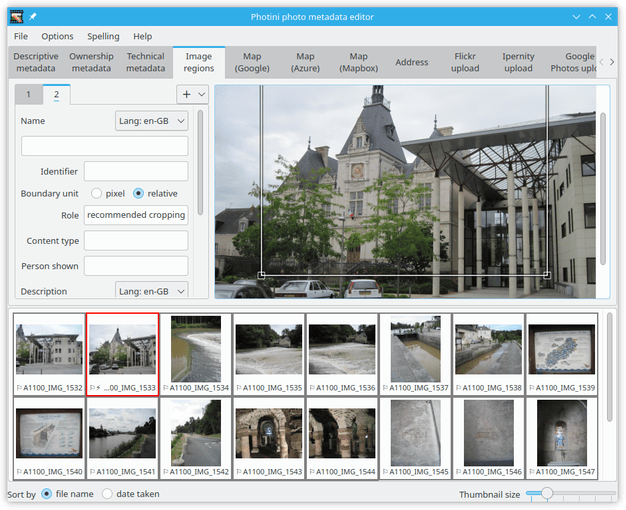 Photini photo metadata editor
File Options Spelling Help
Descriptive metadata
Ownership metadata
Technical metadata
Image regions
Map (Google)
Map (Azure)
Map (Mapbox)
Address
Flickr upload
Ipernity upload
Google Photos uplo
1 2
Name Lang: en-GB
Identifier
Boundary unit pixel relative
Role recommended cropping
Content type
Person shown
Description Lang: en-GB
A1100_IMG_1532 ...00_IMG_1533 A1100_IMG_1534 A1100_IMG_1535 A1100_IMG_1536 A1100_IMG_1537 A1100_IMG_1538 A1100_IMG_1539
A1100_IMG_1540 A1100_IMG_1541 A1100_IMG_1542 A1100_IMG_1543 A1100_IMG_1544 A1100_IMG_1545 A1100_IMG_1546 A1100_IMG_1547
Sort by file name date taken Thumbnail size